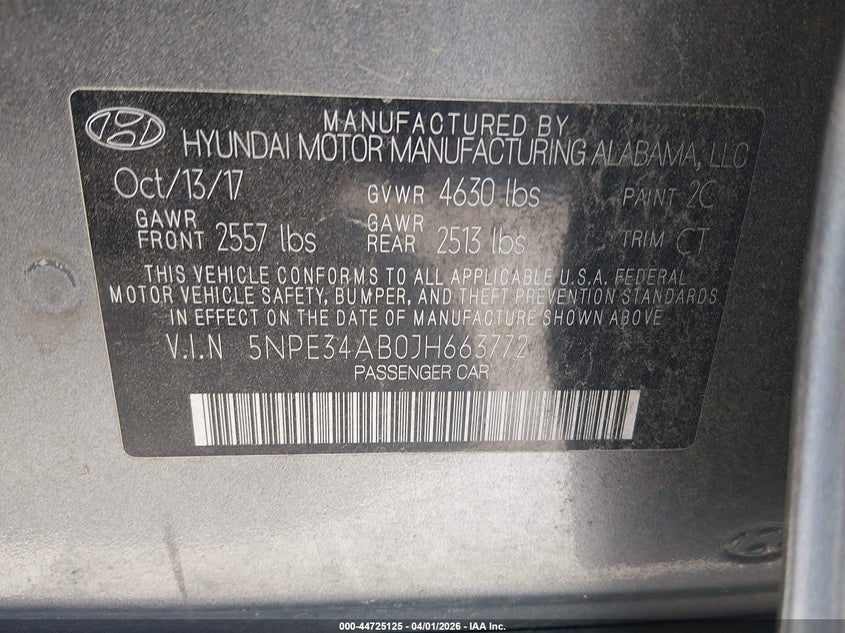 MANUFACTURED BY
HYUNDAI MOTOR MANUFACTURING ALABAMA, LLC
Oct/13/17 GVWR 4630 lbs PAINT 2C
GAWR FRONT 2557 lbs GAWR REAR 2513 lbs TRIM CT
THIS VEHICLE CONFORMS TO ALL APPLICABLE U.S.A. FEDERAL
MOTOR VEHICLE SAFETY, BUMPER, AND THEFT PREVENTION STANDARDS
IN EFFECT ON THE DATE OF MANUFACTURE SHOWN ABOVE
V.I.N 5NPE34AB0JH663772
PASSENGER CAR
000-44725125 - 04/01/2026 - IAA Inc.